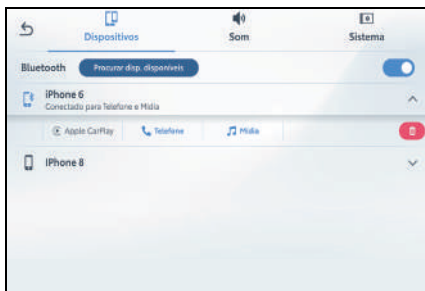 Dispositivos Som Sistema
Bluetooth Procurar disp. disponíveis
iPhone 6
Conectado para Telefone e Mídia
Apple CarPlay Telefone Mídia
iPhone 8